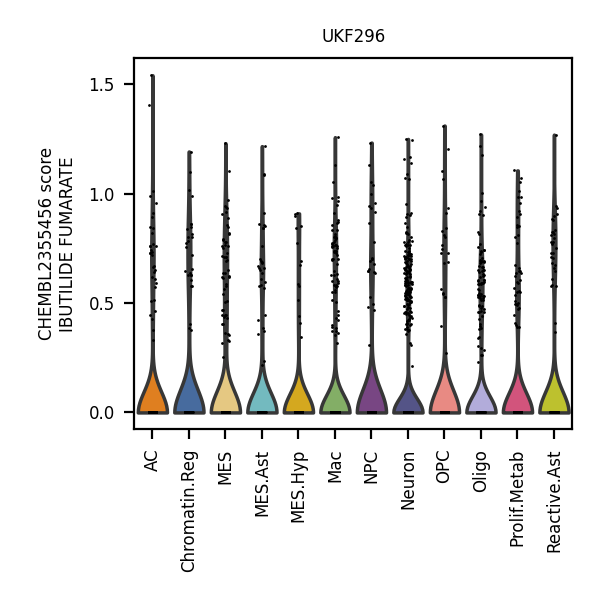 UKF296
CHEMBL2355456 score
IBUTILIDE FUMARATE
1.5
1.0
0.5
0.0
AC
Chromatin.Reg
MES
MES.Ast
MES.Hyp
Mac
NPC
Neuron
OPC
Oligo
Prolif.Metab
Reactive.Ast